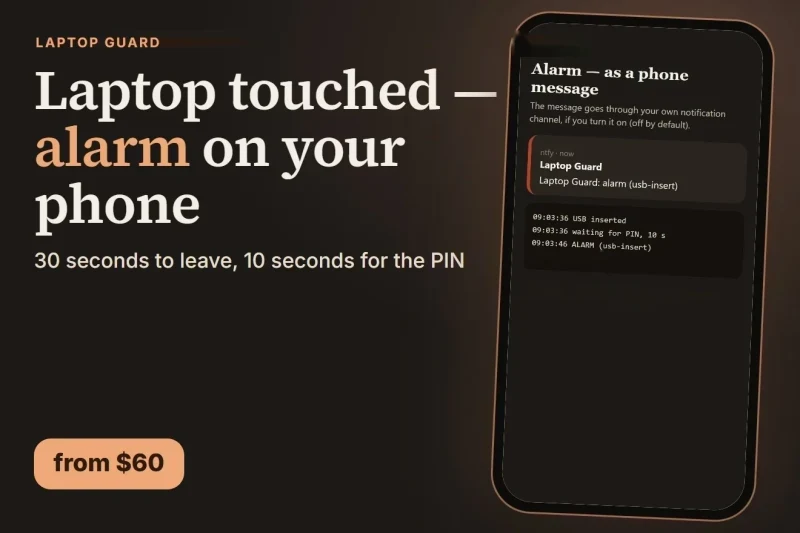 LAPTOP GUARD
Laptop touched —
alarm on your
phone
30 seconds to leave, 10 seconds for the PIN
from $60
Alarm — as a phone
message
The message goes through your own notification
channel, if you turn it on (off by default).
ntfy · now
Laptop Guard
Laptop Guard: alarm (usb-insert)
09:03:36 USB inserted
09:03:36 waiting for PIN, 10 s
09:03:46 ALARM (usb-insert)